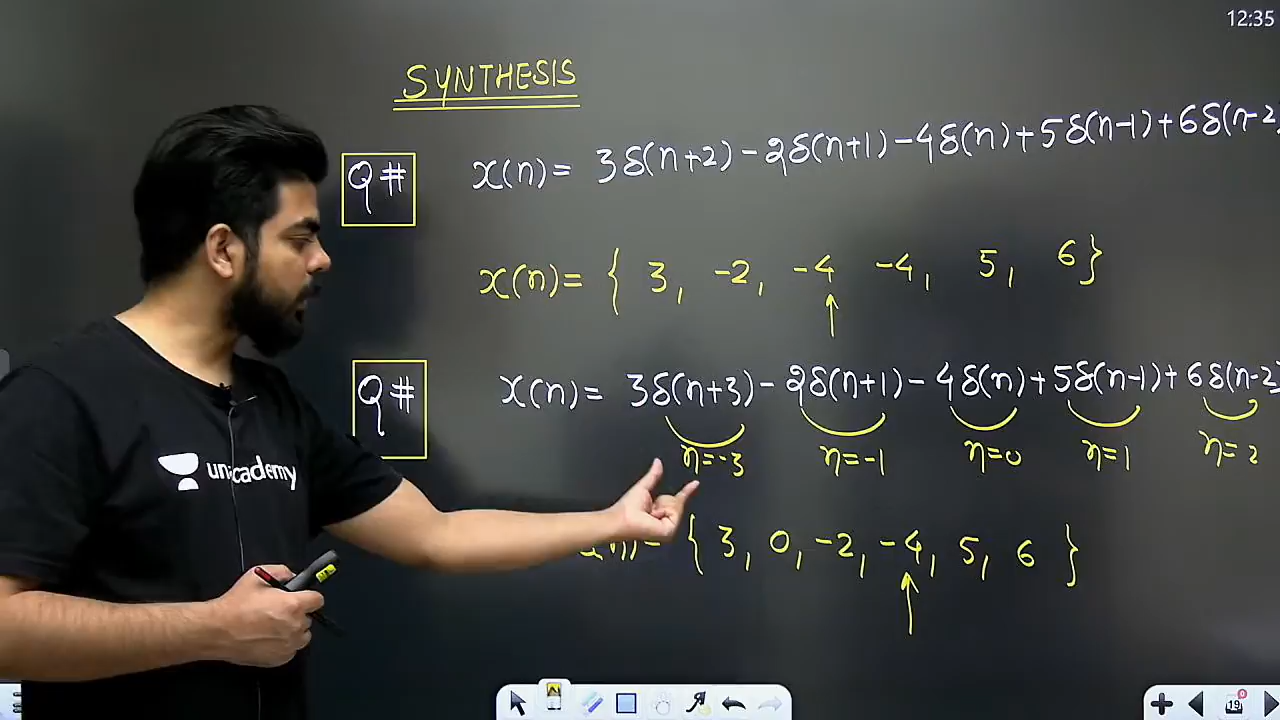 12:35
SYNTHESIS
Q# x(n) = 3δ(n+2) - 2δ(n+1) - 4δ(n) + 5δ(n-1) + 6δ(n-2
x(n) = { 3, -2, -4 -4, 5, 6 }
↑
Q# x(n) = 3δ(n+3) - 2δ(n+1) - 4δ(n) + 5δ(n-1) + 6δ(n-2
n=-3 n=-1 n=0 n=1 n=2
unacademy
{ 3, 0, -2, -4, 5, 6 }
↑
19
0